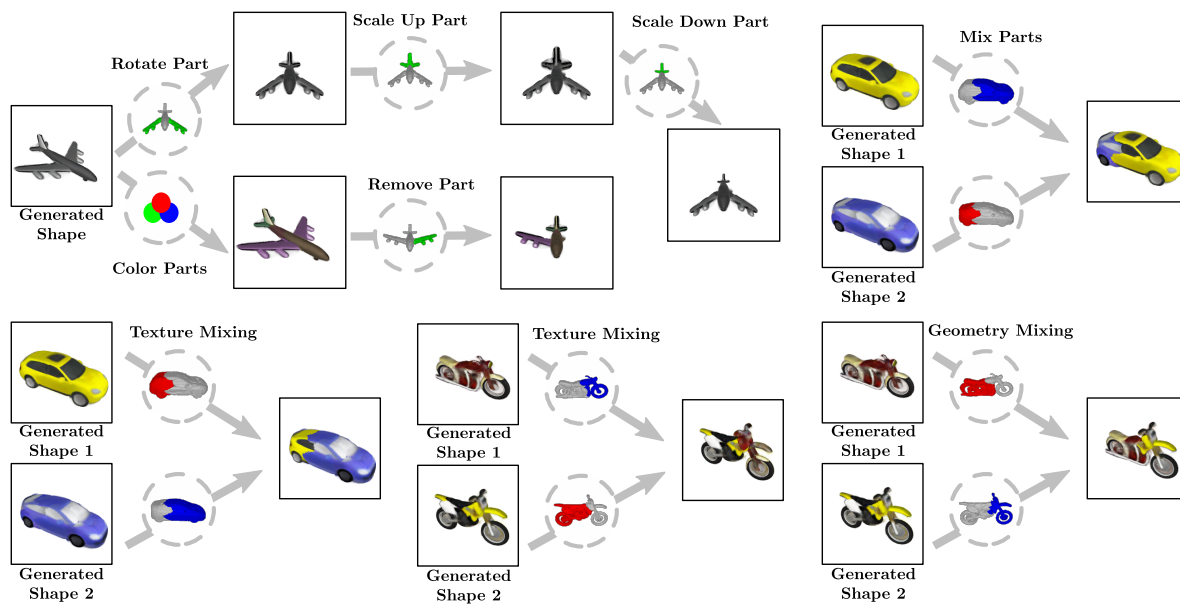 Scale Up Part
Scale Down Part
Rotate Part
Generated
Shape
Color Parts
Remove Part
Mix Parts
Generated
Shape 1
Generated
Shape 2
Texture Mixing
Generated
Shape 1
Generated
Shape 2
Texture Mixing
Generated
Shape 1
Generated
Shape 2
Geometry Mixing
Generated
Shape 1
Generated
Shape 2